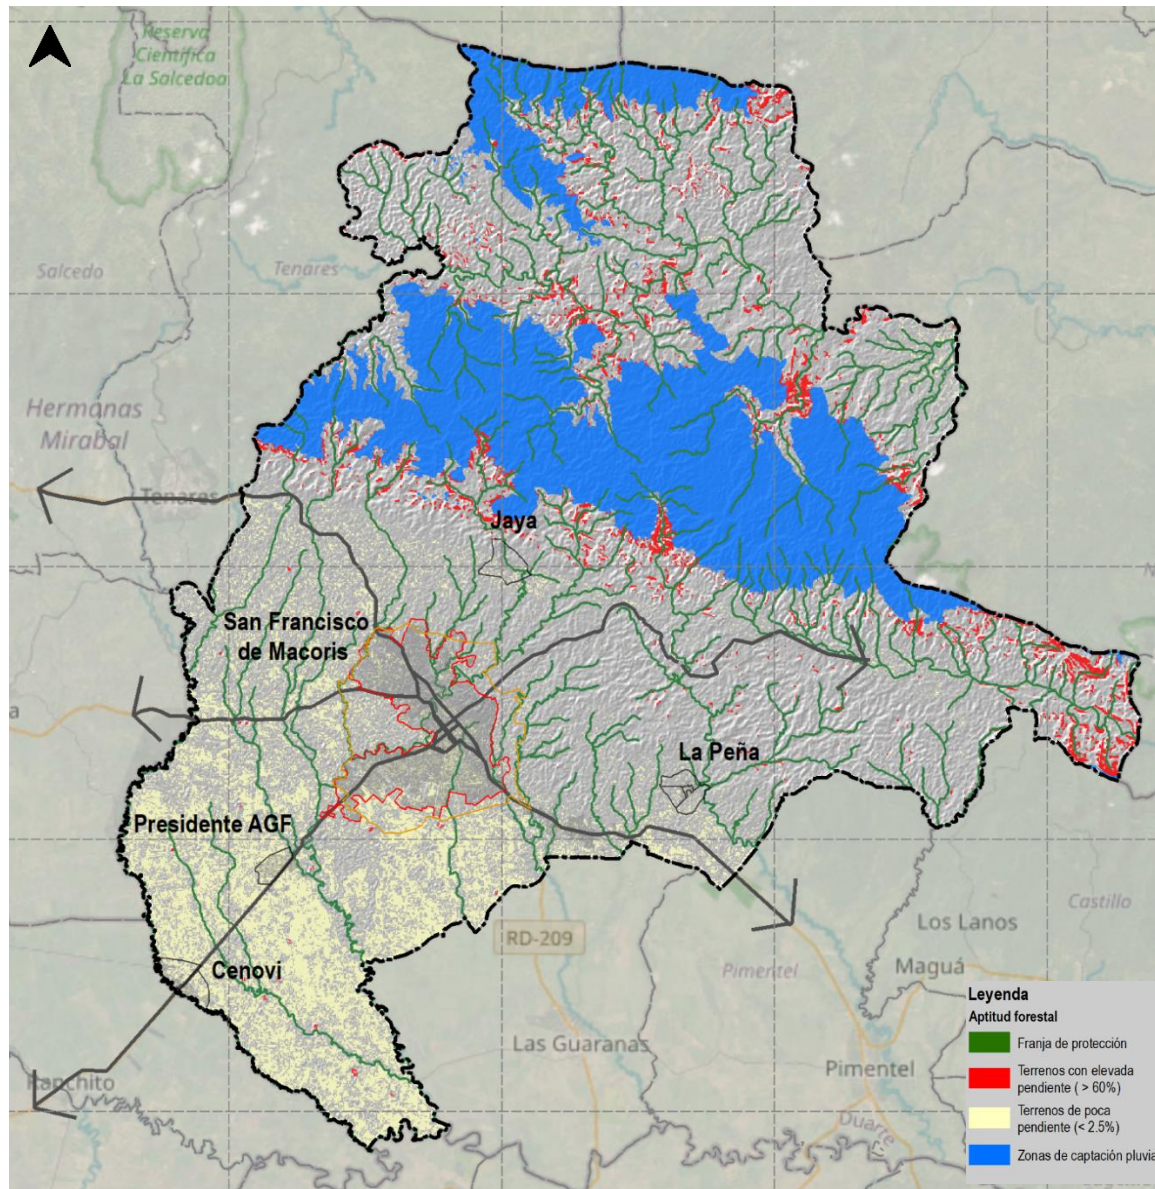 Reserva
Científica
La Salcedoa
Salcedo
Tenares
Hermanas
Mirabal
Tenares
Jaya
San Francisco
de Macoris
a
La Peña
Presidente AGF
Castillo
Los Lanos
RD-209
Cenovi
Pimentel
Maguá
Las Guaranas
Pimentel
Ranchito
Duarte
Leyenda
Aptitud forestal
Franja de protección
Terrenos con elevada
pendiente ( > 60%)
Terrenos de poca
pendiente (< 2.5%)
Zonas de captación pluvia